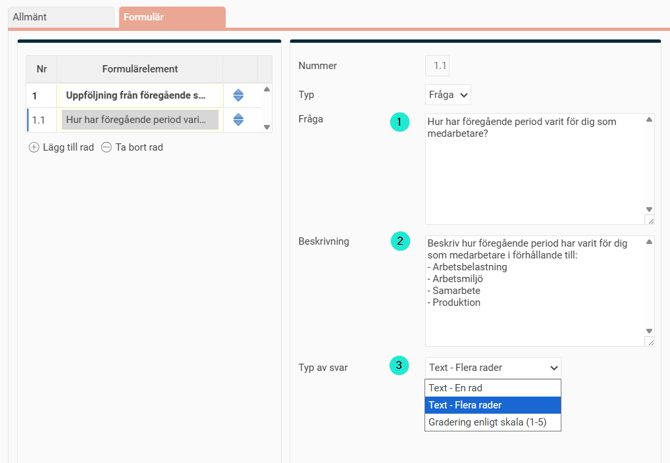 Allmänt
Formulär
Nr
Formulärelement
1
Uppföljning från föregående s...
1.1
Hur har föregående period vari...
Lägg till rad
Ta bort rad
Nummer
1.1
Typ
Fråga
Fråga
1
Hur har föregående period varit för dig som
medarbetare?
Beskrivning
2
Beskriv hur föregående period har varit för dig
som medarbetare i förhållande till:
- Arbetsbelastning
- Arbetsmiljö
- Samarbete
- Produktion
Typ av svar
3
Text - Flera rader
Text - En rad
Text - Flera rader
Gradering enligt skala (1-5)